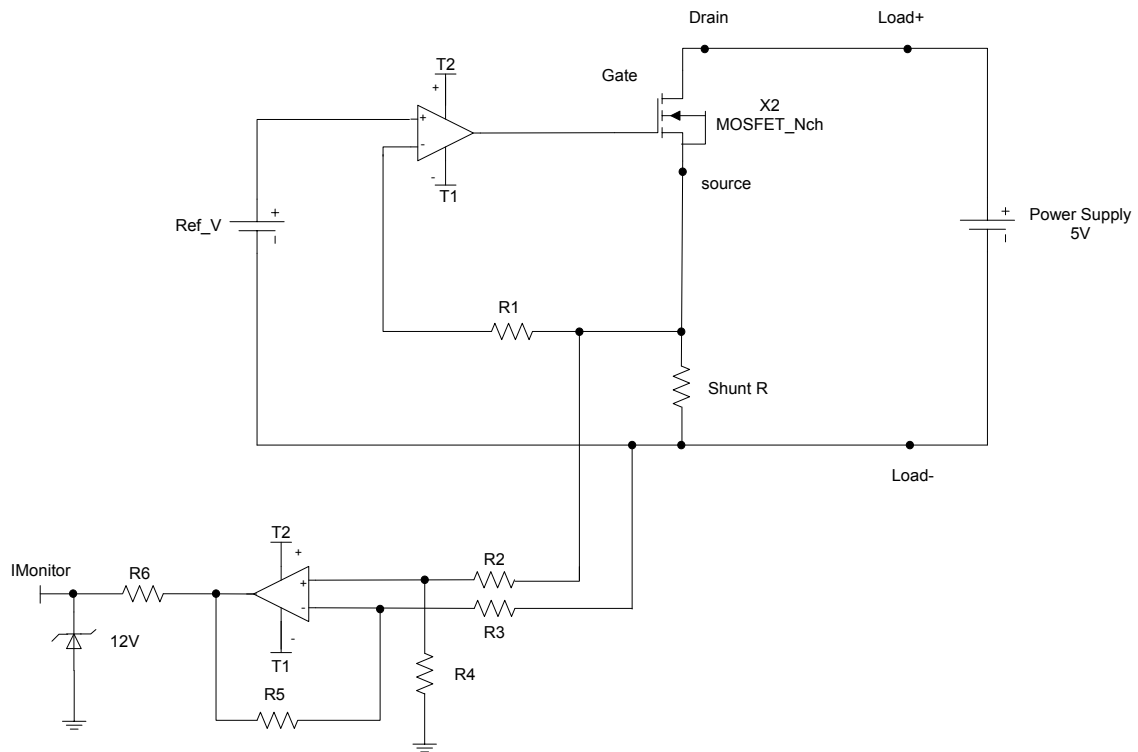 Drain
Load+
T2
Gate
+
X2
MOSFET_Nch
+
-
-
T1
source
+
Ref_V
-
+
Power Supply
5V
-
R1
Shunt R
Load-
T2
+
R2
IMonitor
R6
+
-
R3
12V
-
T1
R4
R5